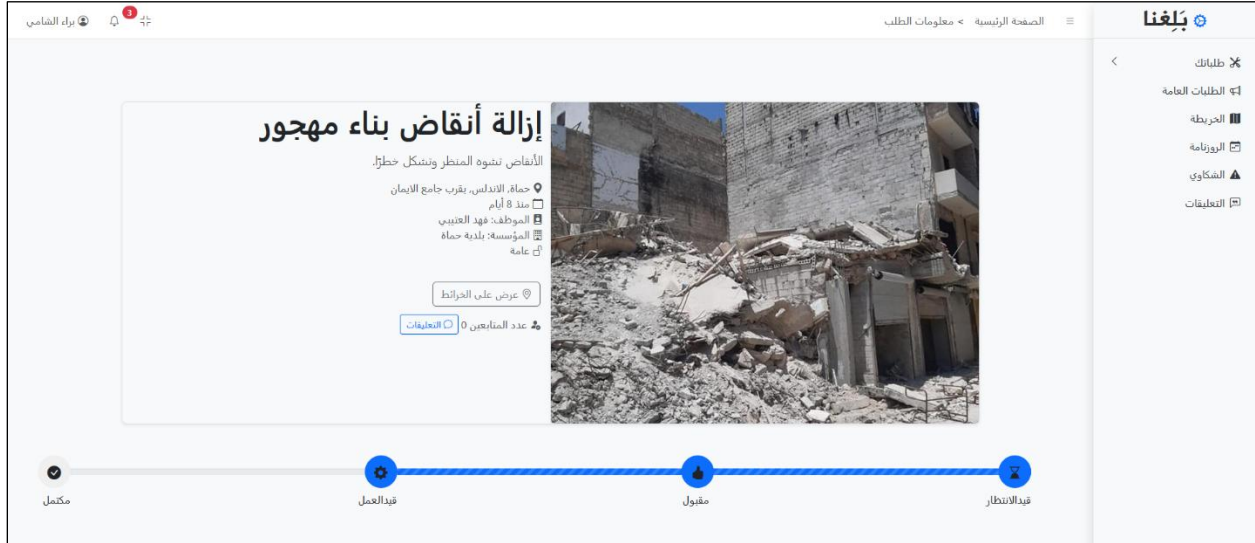 بَلِغنا
الصفحة الرئيسية > معلومات الطلب
3
براء الشامي
طلباتك
الطلبات العامة
الخريطة
الروزنامة
الشكاوي
التعليقات
إزالة أنقاض بناء مهجور
الأنقاض تشوه المنظر وتشكل خطرًا.
حماة, الاندلس, بقرب جامع الايمان
منذ 8 أيام
الموظف: فهد العتيبي
المؤسسة: بلدية حماة
عامة
عرض على الخرائط
عدد المتابعين 0 التعليقات
قيدالانتظار
مقبول
قيدالعمل
مكتمل